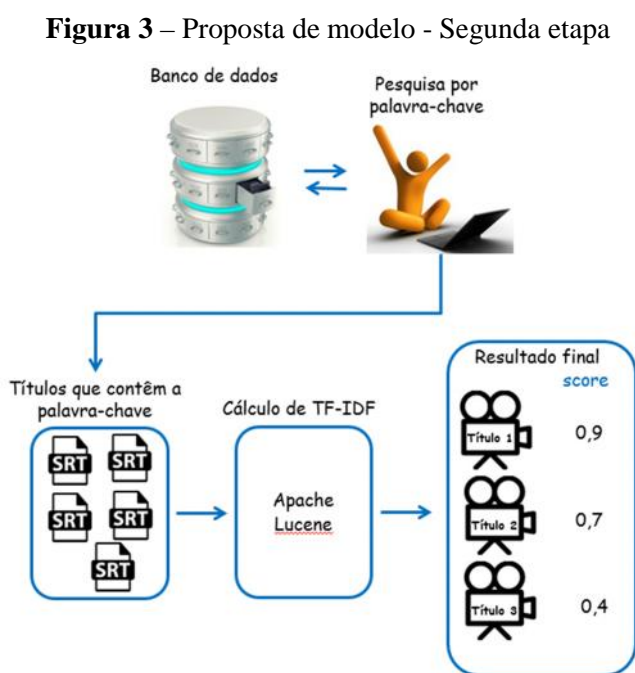 Figura 3 – Proposta de modelo - Segunda etapa
Banco de dados
Pesquisa por
palavra-chave
Títulos que contêm a
palavra-chave
SRT
SRT
SRT
SRT
SRT
Cálculo de TF-IDF
Apache
Lucene
Resultado final
score
Título 1
0,9
Título 2
0,7
Título 3
0,4